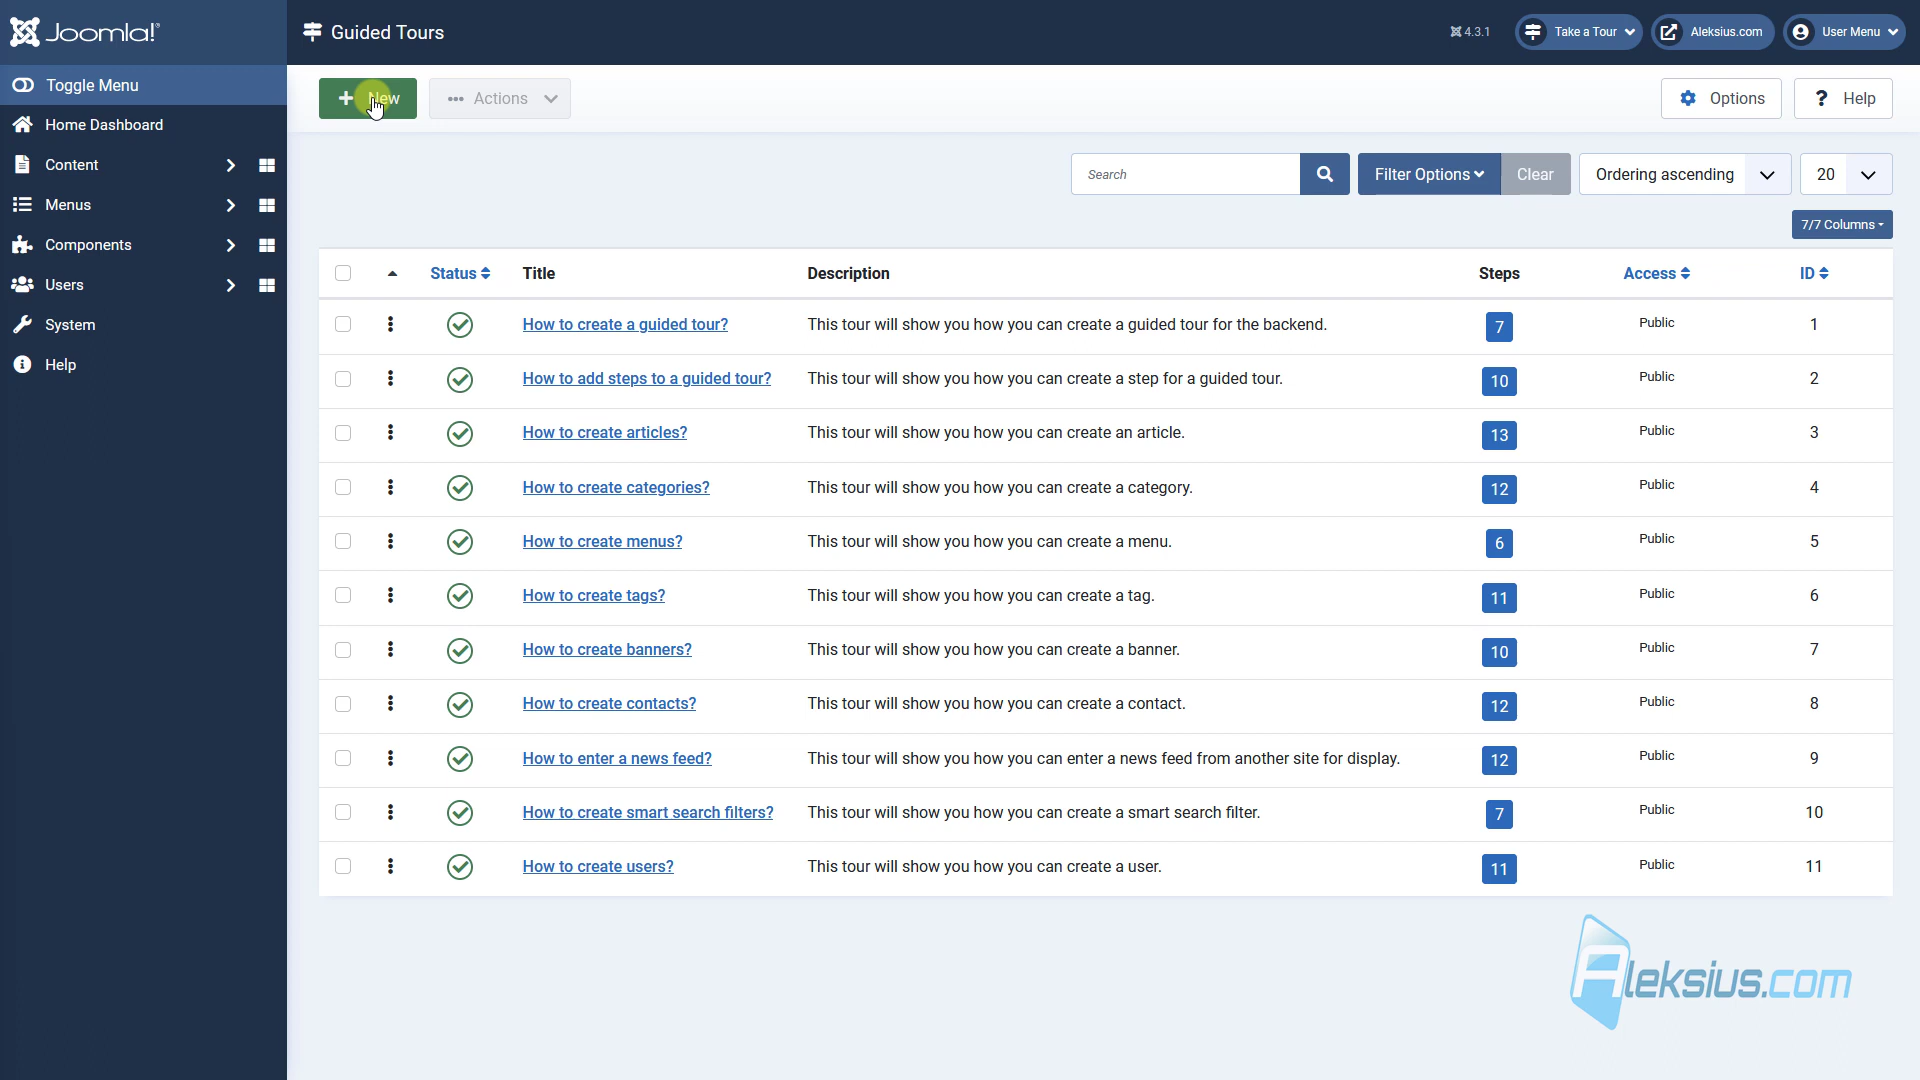 Joomla!
Guided Tours
4.3.1
Take a Tour
Aleksius.com
User Menu
Toggle Menu
Home Dashboard
Content
Menus
Components
Users
System
Help
New
Actions
Options
Help
Search
Filter Options
Clear
Ordering ascending
20
7/7 Columns
Status Title Description Steps Access ID
How to create a guided tour? This tour will show you how you can create a guided tour for the backend. 7 Public 1
How to add steps to a guided tour? This tour will show you how you can create a step for a guided tour. 10 Public 2
How to create articles? This tour will show you how you can create an article. 13 Public 3
How to create categories? This tour will show you how you can create a category. 12 Public 4
How to create menus? This tour will show you how you can create a menu. 6 Public 5
How to create tags? This tour will show you how you can create a tag. 11 Public 6
How to create banners? This tour will show you how you can create a banner. 10 Public 7
How to create contacts? This tour will show you how you can create a contact. 12 Public 8
How to enter a news feed? This tour will show you how you can enter a news feed from another site for display. 12 Public 9
How to create smart search filters? This tour will show you how you can create a smart search filter. 7 Public 10
How to create users? This tour will show you how you can create a user. 11 Public 11
Aleksius.com